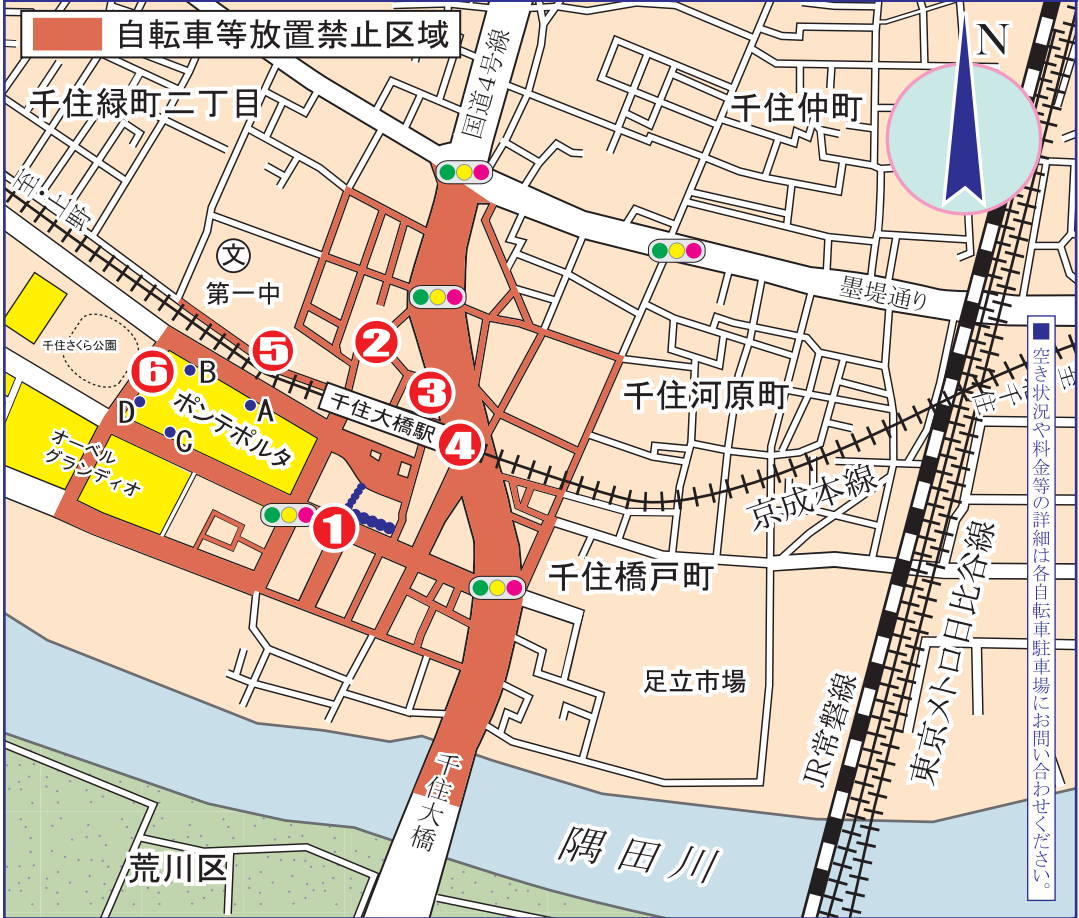 自転車等放置禁止区域
N
国道4号線
千住緑町二丁目
千住仲町
至・上野
文
第一中
墨堤通り
千住さくら公園
2
5
6
B
3
千住河原町
D
A
ポンテポルタ
千住大橋駅
4
C
オーベル
グランディオ
京成本線
1
千住橋戸町
足立市場
JR常磐線
東京メトロ日比谷線
千住大橋
隅田川
荒川区
■空き状況や料金等の詳細は各自転車駐車場にお問い合わせください。